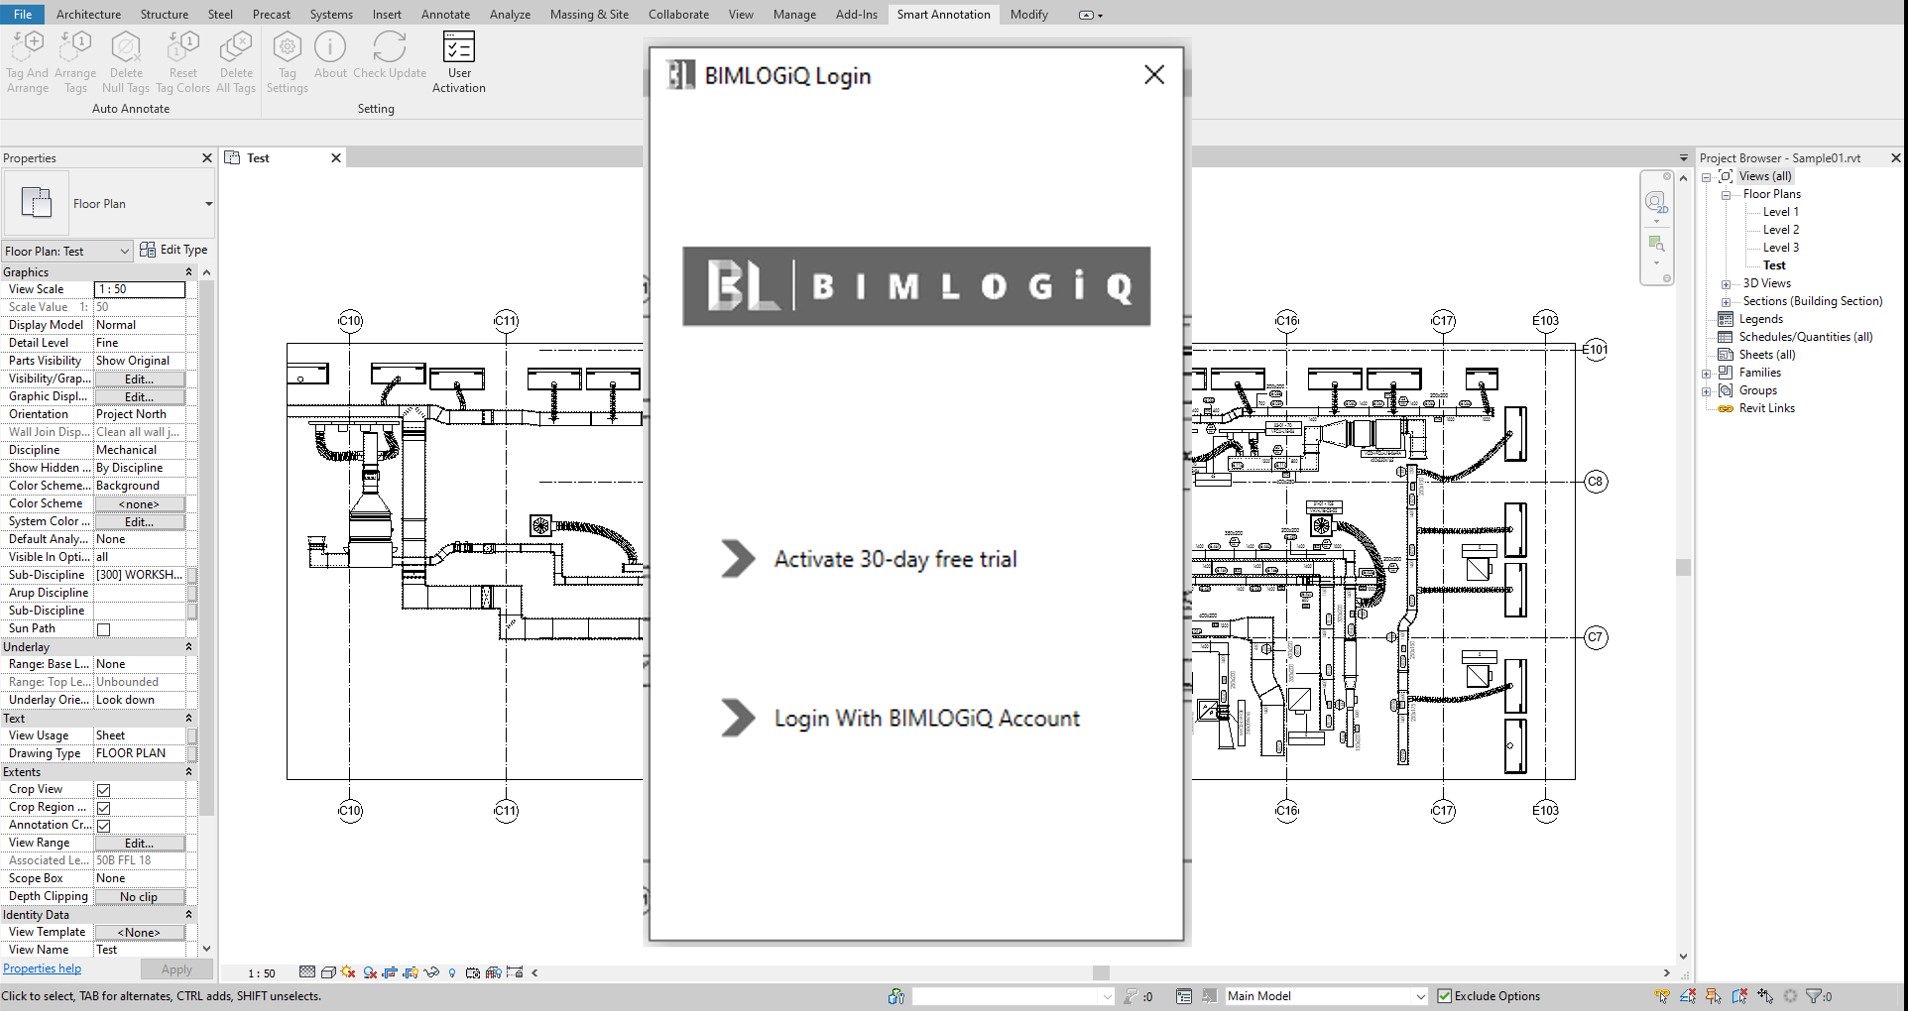 File Architecture Structure Steel Precast Systems Insert Annotate Analyze Massing & Site Collaborate View Manage Add-Ins Smart Annotation Modify
Tag And Arrange
Arrange Tags
Delete Null Tags
Reset Tag Colors
Delete All Tags
Tag Settings
About
Check Update
User Activation
Auto Annotate
Setting
BL BIMLOGiQ Login
BL BIMLOGiQ
Activate 30-day free trial
Login With BIMLOGiQ Account
Properties
Floor Plan
Floor Plan: Test Edit Type
Graphics
View Scale 1 : 50
Scale Value 1: 50
Display Model Normal
Detail Level Fine
Parts Visibility Show Original
Visibility/Grap... Edit...
Graphic Displ... Edit...
Orientation Project North
Wall Join Disp... Clean all wall j...
Discipline Mechanical
Show Hidden ... By Discipline
Color Scheme... Background
Color Scheme <none>
System Color ... Edit...
Default Analy... None
Visible In Opti... all
Sub-Discipline [300] WORKSH...
Arup Discipline
Sub-Discipline
Sun Path
Underlay
Range: Base L... None
Range: Top Le... Unbounded
Underlay Orie... Look down
Text
View Usage Sheet
Drawing Type FLOOR PLAN
Extents
Crop View
Crop Region ...
Annotation Cr...
View Range Edit...
Associated Le... 50B FFL 18
Scope Box None
Depth Clipping No clip
Identity Data
View Template <None>
View Name Test
Properties help Apply
Test
C10 C11 C16 C17 E103
E101
C8
C7
C10 C11 C16 C17 E103
2D
1 : 50
Project Browser - Sample01.rvt
Views (all)
Floor Plans
Level 1
Level 2
Level 3
Test
3D Views
Sections (Building Section)
Legends
Schedules/Quantities (all)
Sheets (all)
Families
Groups
Revit Links
Click to select, TAB for alternates, CTRL adds, SHIFT unselects.
:0
Main Model
Exclude Options
:0